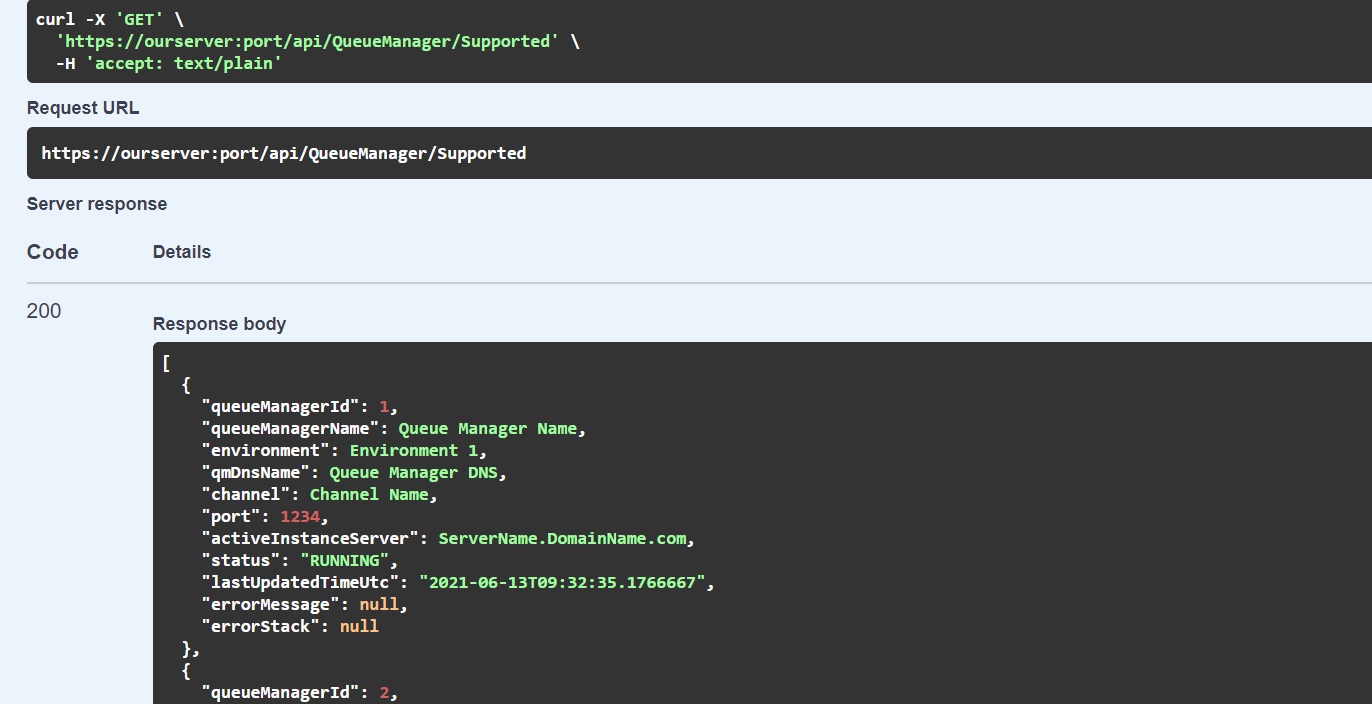 curl -X 'GET' \
  'https://ourserver:port/api/QueueManager/Supported' \
  -H 'accept: text/plain'
Request URL
https://ourserver:port/api/QueueManager/Supported
Server response
Code Details
200
Response body
[
  {
    "queueManagerId": 1,
    "queueManagerName": Queue Manager Name,
    "environment": Environment 1,
    "qmDnsName": Queue Manager DNS,
    "channel": Channel Name,
    "port": 1234,
    "activeInstanceServer": ServerName.DomainName.com,
    "status": "RUNNING",
    "lastUpdatedTimeUtc": "2021-06-13T09:32:35.1766667",
    "errorMessage": null,
    "errorStack": null
  },
  {
    "queueManagerId": 2,